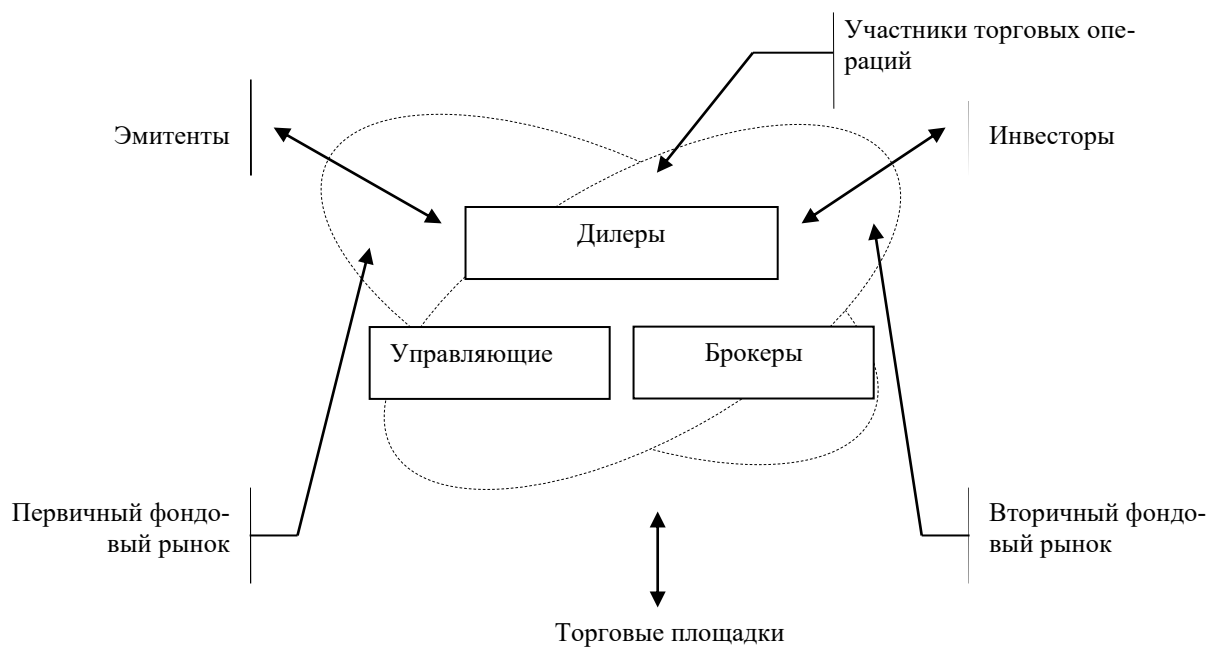 Участники торговых опе-
раций
Эмитенты
Инвесторы
Дилеры
Управляющие
Брокеры
Первичный фондо-
вый рынок
Вторичный фондо-
вый рынок
Торговые площадки